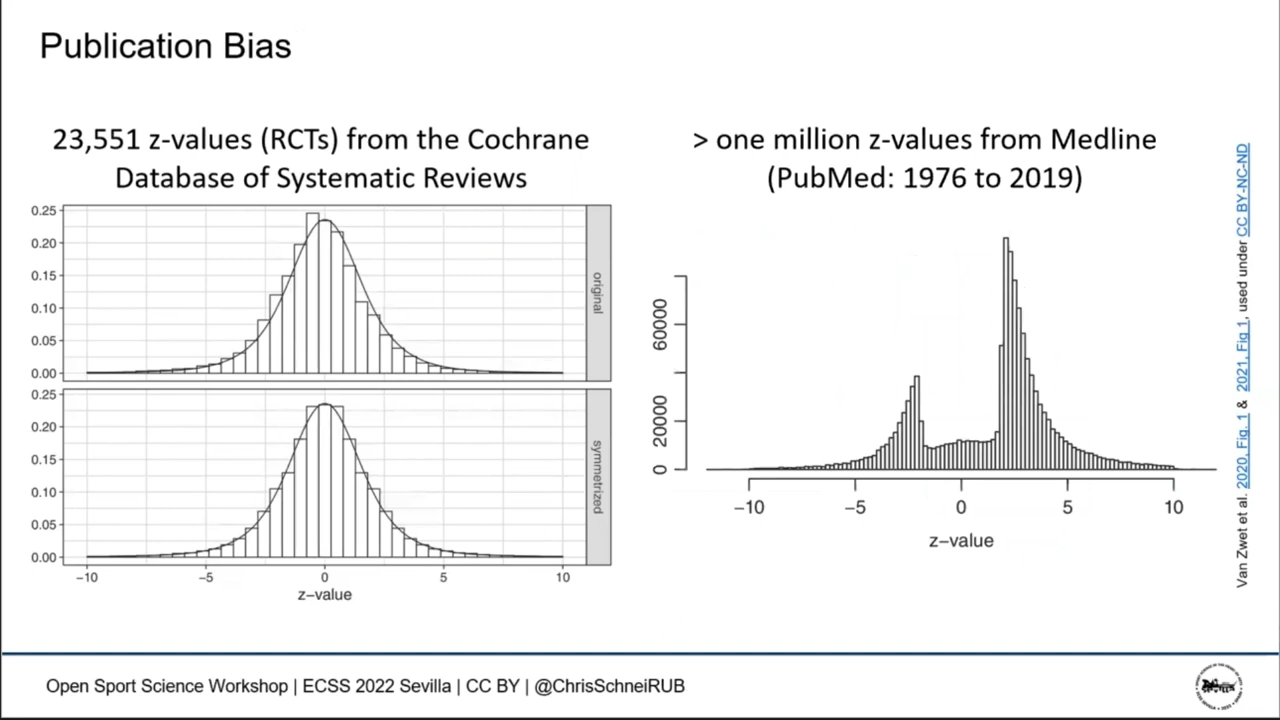 Publication Bias
23,551 z-values (RCTs) from the Cochrane
Database of Systematic Reviews
0.25
0.20
0.15
0.10
0.05
0.00
original
0.25
0.20
0.15
0.10
0.05
0.00
symmetrized
−10
−5
0
5
10
z−value
> one million z-values from Medline
(PubMed: 1976 to 2019)
60000
20000
0
−10
−5
0
5
10
z−value
Van Zwet et al. 2020, Fig. 1 & 2021, Fig 1, used under CC BY-NC-ND
Open Sport Science Workshop | ECSS 2022 Sevilla | CC BY | @ChrisSchneiRUB